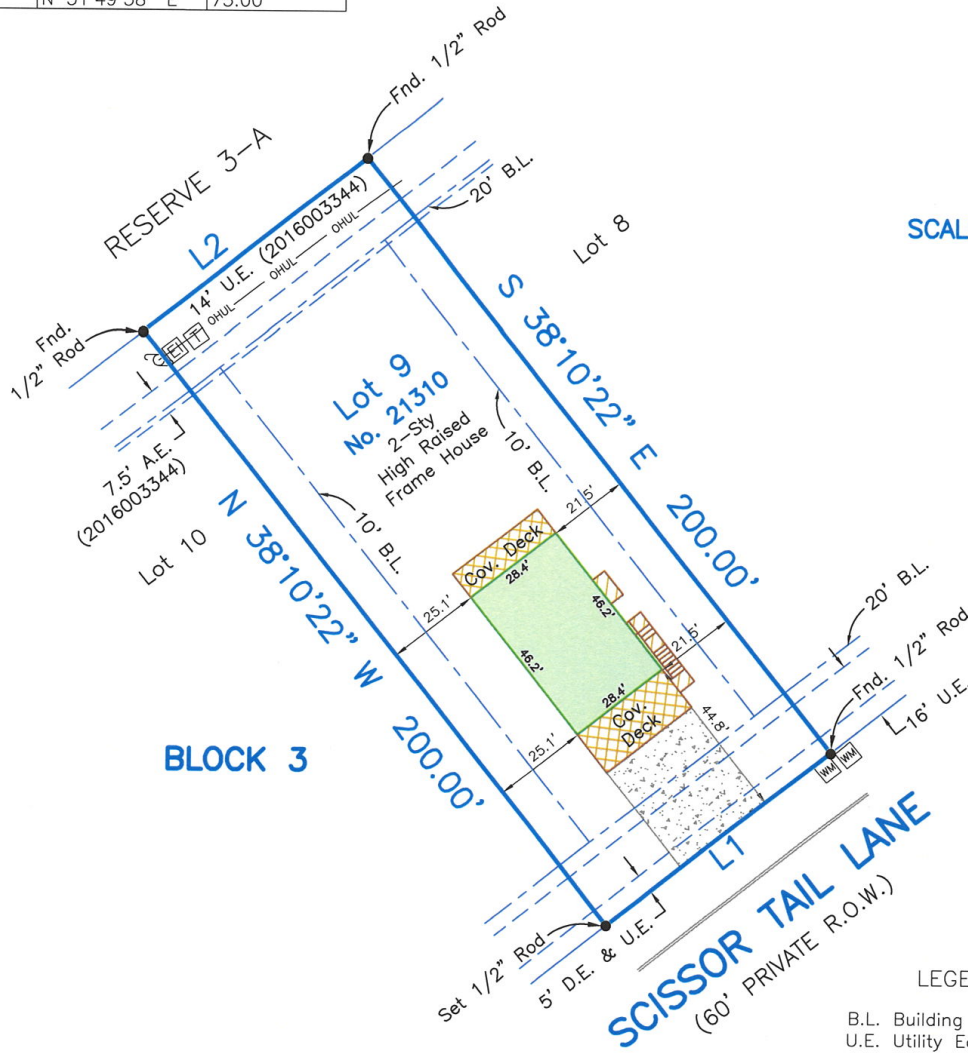 N 51°49'38" E 75.00'
Fnd. 1/2" Rod
RESERVE 3-A
20' B.L.
L2
14' U.E. (2016003344)
OHUL OHUL OHUL
Lot 8
SCAL
Fnd.
1/2" Rod
E T
S 38°10'22" E 200.00'
Lot 9
No. 21310
2-Sty
High Raised
Frame House
10' B.L.
10' B.L.
7.5' A.E.
(2016003344)
Lot 10
N 38°10'22" W 200.00'
21.5'
Cov. Deck
28.4'
25.1'
46.2'
46.2'
21.5'
28.4'
Cov.
Deck
44.8'
25.1'
20' B.L.
Fnd. 1/2" Rod
16' U.E.
WM WM
BLOCK 3
L1
Set 1/2" Rod
5' D.E. & U.E.
SCISSOR TAIL LANE
(60' PRIVATE R.O.W.)
LEGE
B.L. Building
U.E. Utility Ea